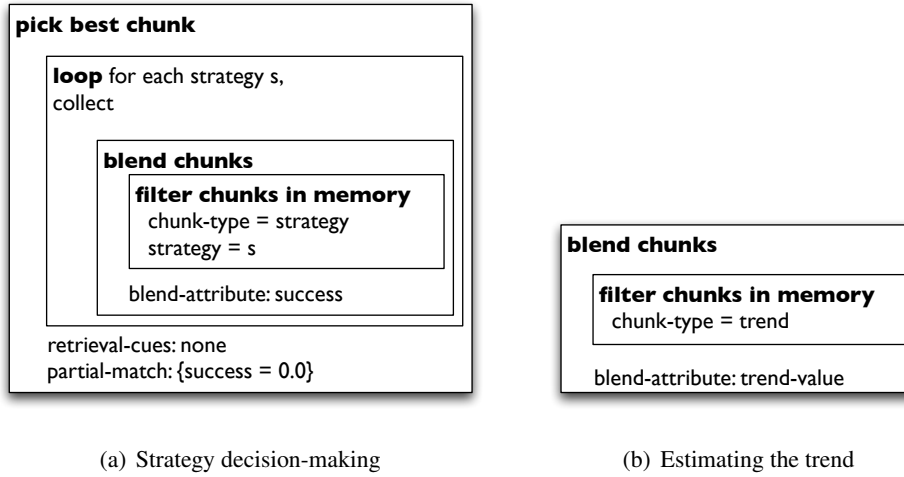 pick best chunk
loop for each strategy s,
collect
blend chunks
filter chunks in memory
chunk-type = strategy
strategy = s
blend-attribute: success
retrieval-cues: none
partial-match: {success = 0.0}
(a) Strategy decision-making
blend chunks
filter chunks in memory
chunk-type = trend
blend-attribute: trend-value
(b) Estimating the trend